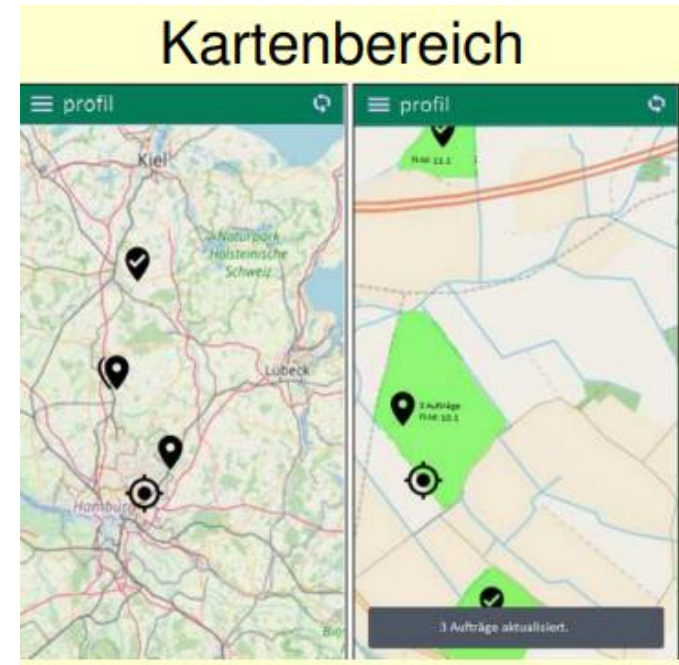 Kartenbereich
profil
Kiel
Naturpark
Holsteinische
Schweiz
Lübeck
Hamburg
profil
3 Aufträge
3 Aufträge aktualisiert.